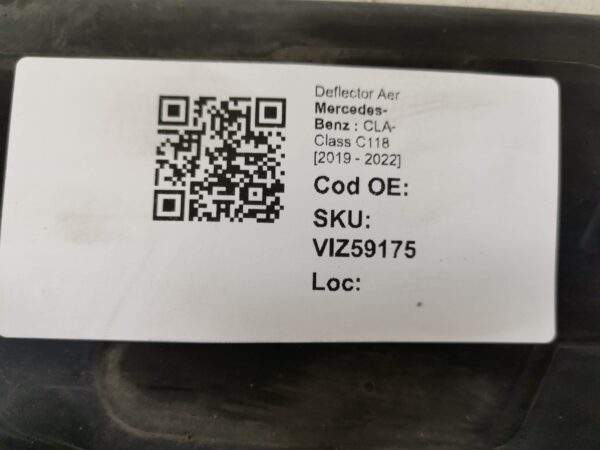 Deflector Aer
Mercedes-
Benz : CLA-
Class C118
[2019 - 2022]
Cod OE:
SKU:
VIZ59175
Loc: